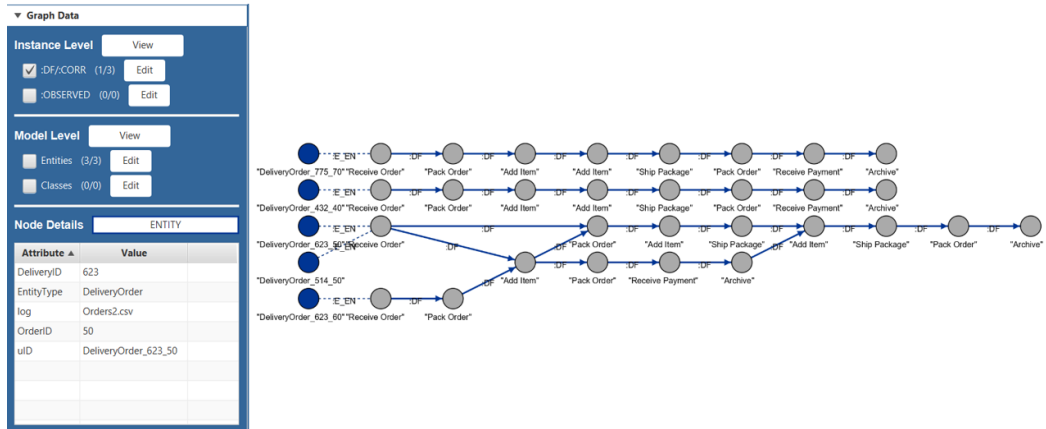 ▼ Graph Data
Instance Level View
:DF/:CORR (1/3) Edit
:OBSERVED (0/0) Edit
Model Level View
Entities (3/3) Edit
Classes (0/0) Edit
Node Details ENTITY
Attribute ▲ Value
DeliveryID 623
EntityType DeliveryOrder
log Orders2.csv
OrderID 50
uID DeliveryOrder_623_50
:E_EN :DF :DF :DF :DF :DF :DF :DF
"DeliveryOrder_775_70" "Receive Order" "Pack Order" "Add Item" "Add Item" "Ship Package" "Pack Order" "Receive Payment" "Archive"
:E_EN :DF :DF :DF :DF :DF :DF :DF
"DeliveryOrder_432_40" "Receive Order" "Pack Order" "Add Item" "Add Item" "Ship Package" "Pack Order" "Receive Payment" "Archive"
:DF :DF :DF :DF :DF :DF :DF
"DeliveryOrder_623_50" "Receive Order" :DF "Pack Order" "Add Item" "Ship Package" "Add Item" "Ship Package" "Pack Order" "Archive"
:DF :DF :DF :DF
"DeliveryOrder_514_50" :DF "Add Item" "Pack Order" "Receive Payment" "Archive"
:E_EN :DF
"DeliveryOrder_623_60" "Receive Order" "Pack Order"